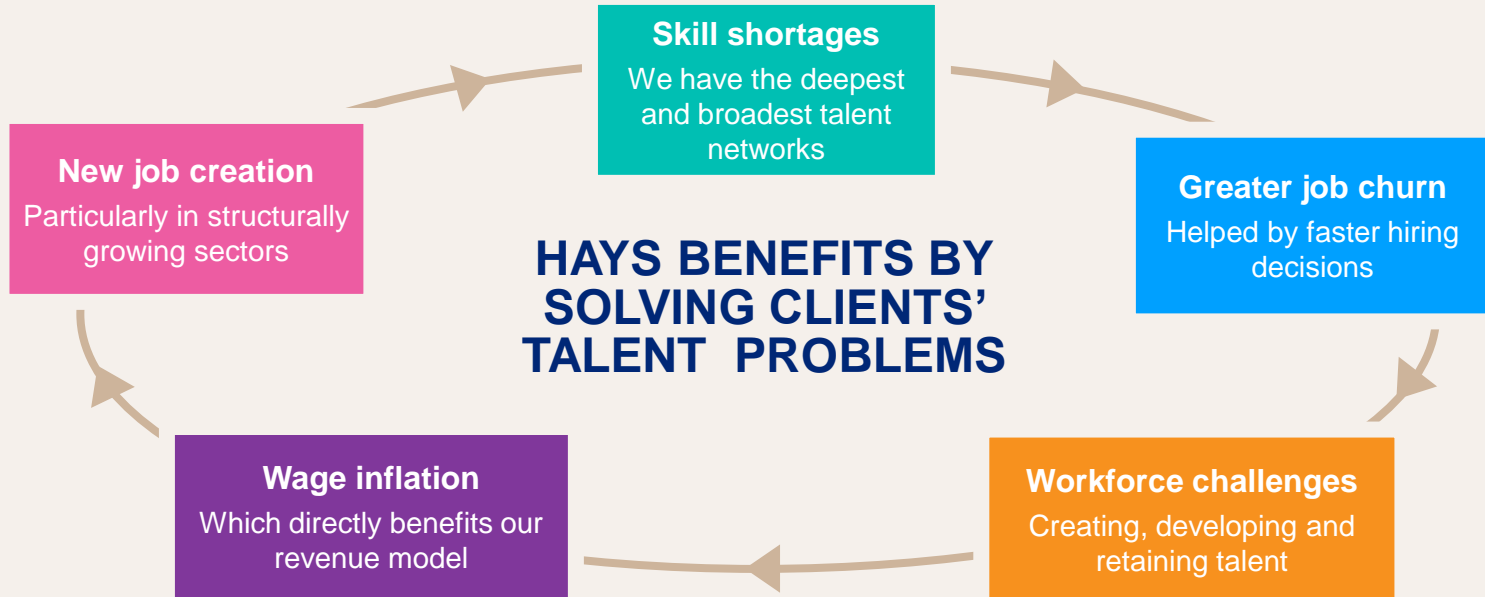 Skill shortages
We have the deepest
and broadest talent
networks
New job creation
Particularly in structurally
growing sectors
Greater job churn
Helped by faster hiring
decisions
HAYS BENEFITS BY
SOLVING CLIENTS’
TALENT  PROBLEMS
Wage inflation
Which directly benefits our
revenue model
Workforce challenges
Creating, developing and
retaining talent